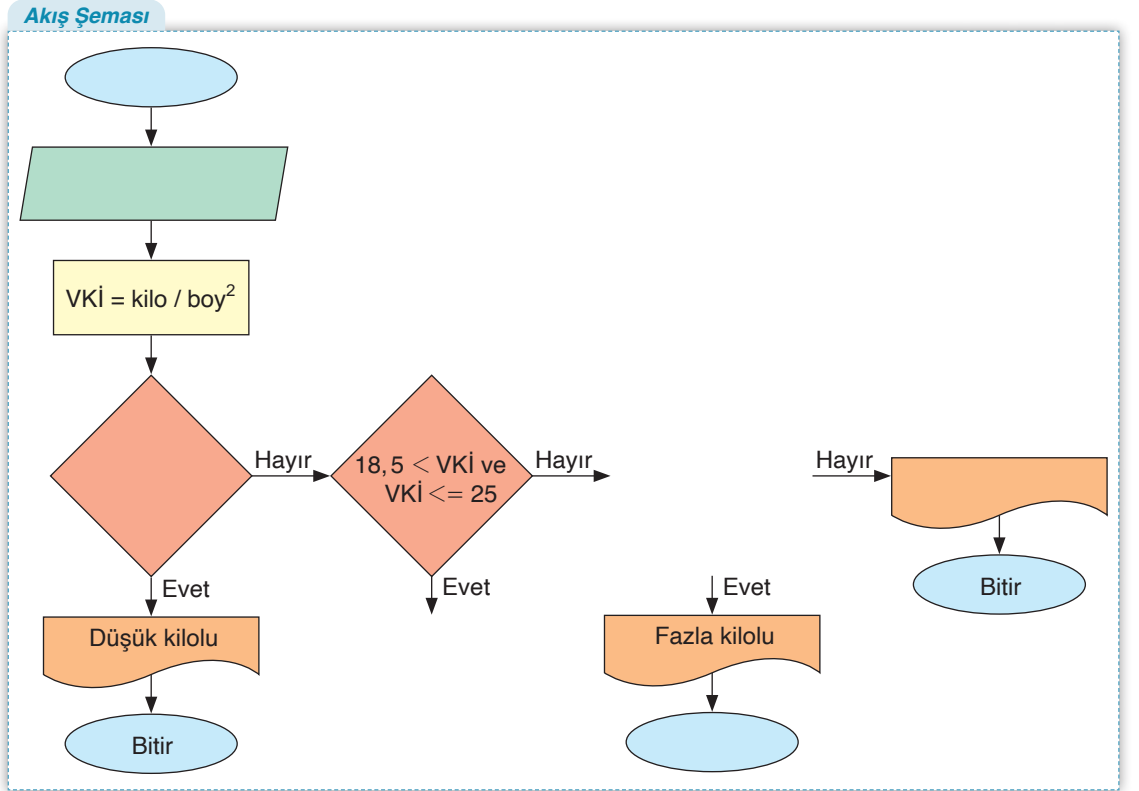 Akış Şeması
VKİ = kilo / boy²
Hayır
18,5 < VKİ ve
VKİ <= 25
Hayır
Hayır
Evet
Evet
Evet
Bitir
Düşük kilolu
Fazla kilolu
Bitir